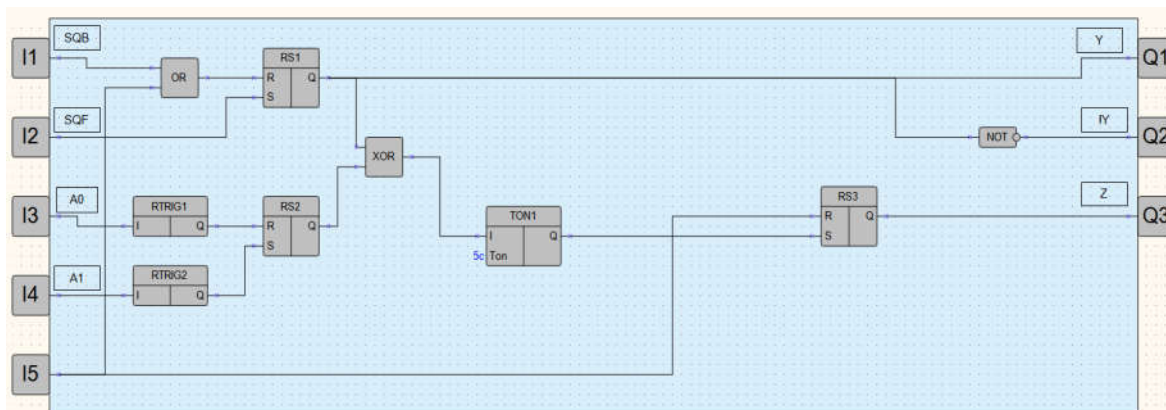 SQB
I1
RS1
OR
R Q
S
Y
Q1
SQF
I2
XOR
NOT
IY
Q2
A0
I3
RTRIG1
I Q
RS2
R Q
S
TON1
I Q
5c Ton
RS3
R Q
S
Z
Q3
A1
I4
RTRIG2
I Q
I5